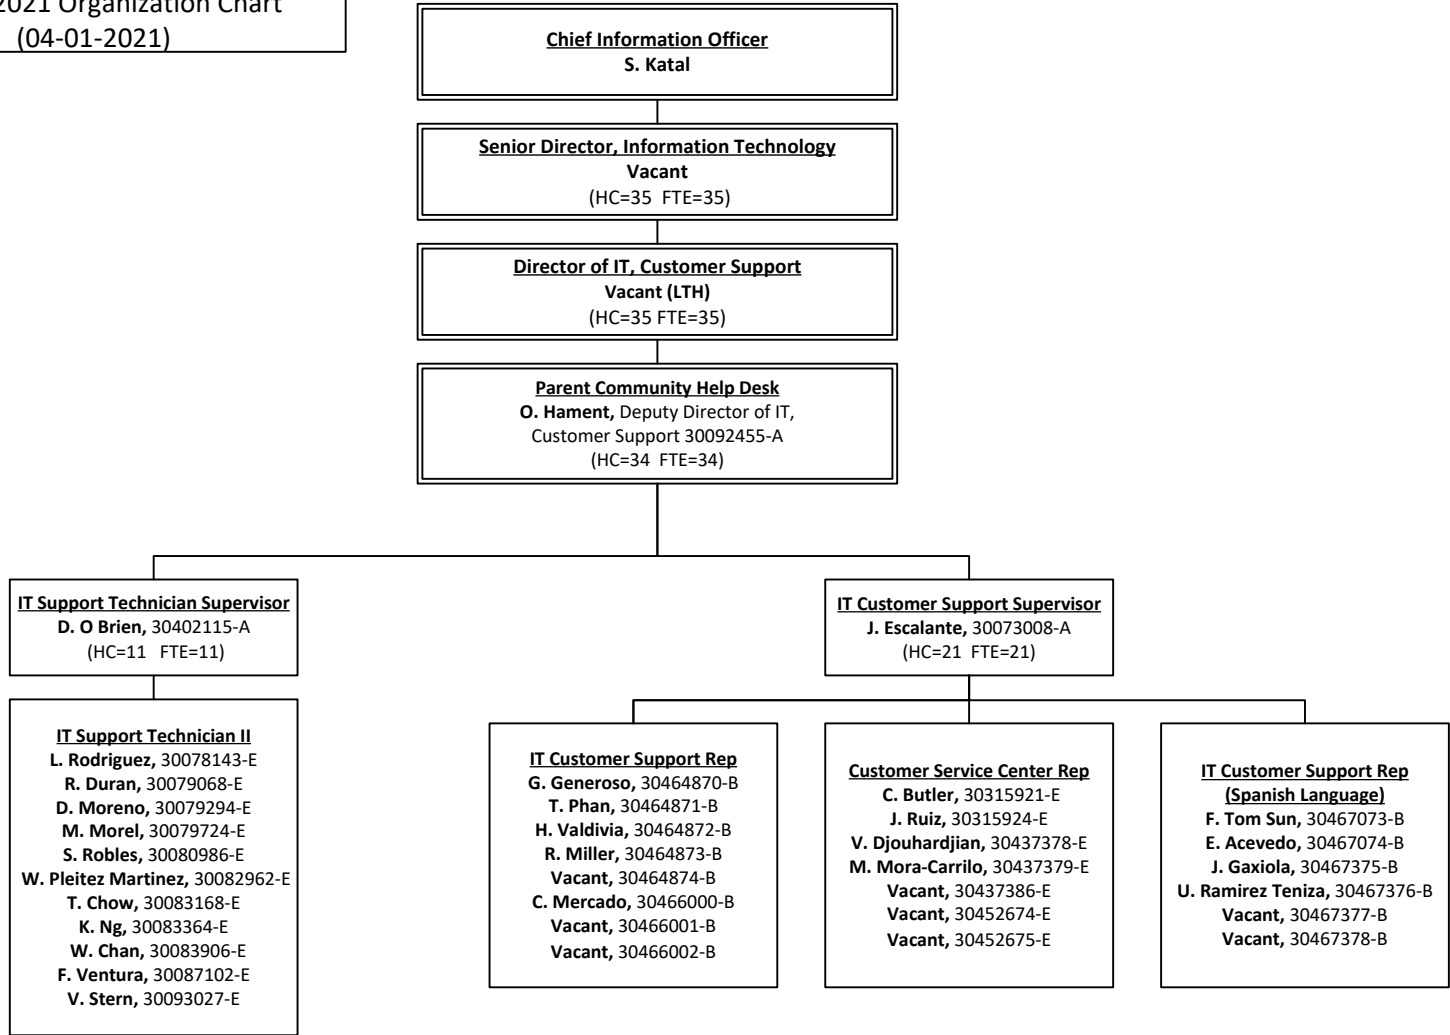 2021 Organization Chart
(04-01-2021)
Chief Information Officer
S. Katal
Senior Director, Information Technology
Vacant
(HC=35 FTE=35)
Director of IT, Customer Support
Vacant (LTH)
(HC=35 FTE=35)
Parent Community Help Desk
O. Hament, Deputy Director of IT,
Customer Support 30092455-A
(HC=34 FTE=34)
IT Support Technician Supervisor
D. O Brien, 30402115-A
(HC=11 FTE=11)
IT Customer Support Supervisor
J. Escalante, 30073008-A
(HC=21 FTE=21)
IT Support Technician II
L. Rodriguez, 30078143-E
R. Duran, 30079068-E
D. Moreno, 30079294-E
M. Morel, 30079724-E
S. Robles, 30080986-E
W. Pleitez Martinez, 30082962-E
T. Chow, 30083168-E
K. Ng, 30083364-E
W. Chan, 30083906-E
F. Ventura, 30087102-E
V. Stern, 30093027-E
IT Customer Support Rep
G. Generoso, 30464870-B
T. Phan, 30464871-B
H. Valdivia, 30464872-B
R. Miller, 30464873-B
Vacant, 30464874-B
C. Mercado, 30466000-B
Vacant, 30466001-B
Vacant, 30466002-B
Customer Service Center Rep
C. Butler, 30315921-E
J. Ruiz, 30315924-E
V. Djouhardjian, 30437378-E
M. Mora-Carrilo, 30437379-E
Vacant, 30437386-E
Vacant, 30452674-E
Vacant, 30452675-E
IT Customer Support Rep
(Spanish Language)
F. Tom Sun, 30467073-B
E. Acevedo, 30467074-B
J. Gaxiola, 30467375-B
U. Ramirez Teniza, 30467376-B
Vacant, 30467377-B
Vacant, 30467378-B